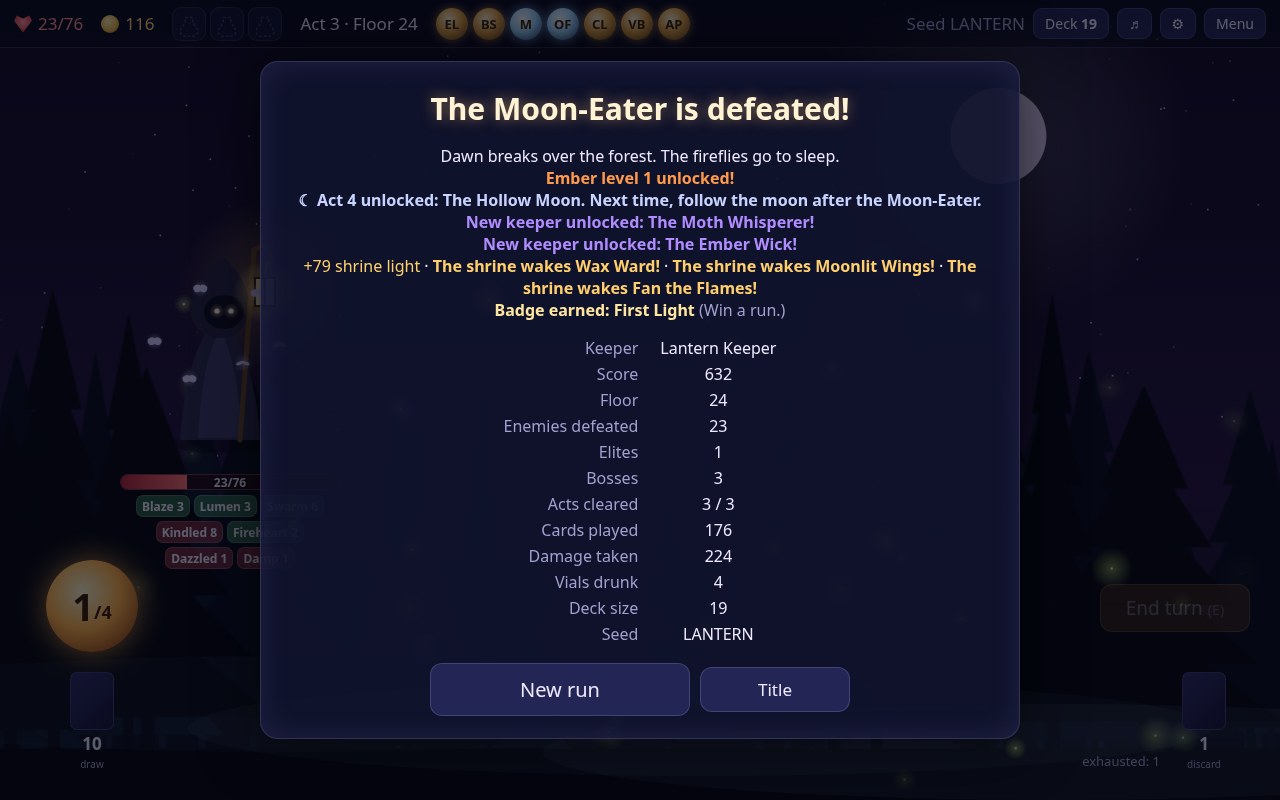 23/76
116
Act 3 · Floor 24
EL BS M OF CL VB AP
Seed LANTERN
Deck 19
♬
⚙
Menu
The Moon-Eater is defeated!
Dawn breaks over the forest. The fireflies go to sleep.
Ember level 1 unlocked!
☾ Act 4 unlocked: The Hollow Moon. Next time, follow the moon after the Moon-Eater.
New keeper unlocked: The Moth Whisperer!
New keeper unlocked: The Ember Wick!
+79 shrine light · The shrine wakes Wax Ward! · The shrine wakes Moonlit Wings! · The
shrine wakes Fan the Flames!
Badge earned: First Light (Win a run.)
Keeper Lantern Keeper
Score 632
Floor 24
Enemies defeated 23
Elites 1
Bosses 3
Acts cleared 3 / 3
Cards played 176
Damage taken 224
Vials drunk 4
Deck size 19
Seed LANTERN
New run
Title
23/76
Blaze 3 Lumen 3 Swarm 6
Kindled 8
Dazzled 1
1/4
10
draw
End turn (E)
exhausted: 1
1
discard